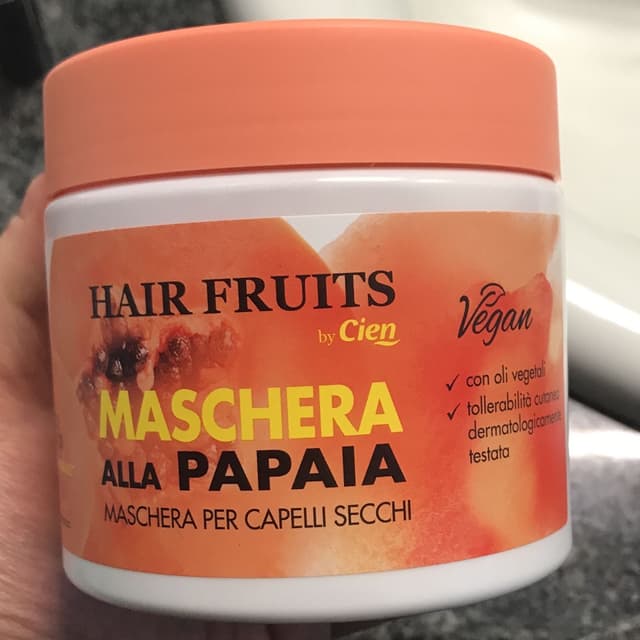 HAIR FRUITS
by Cien
MASCHERA
ALLA PAPAIA
MASCHERA PER CAPELLI SECCHI
Vegan
✓ con oli vegetali
✓ tollerabilità cutanea
dermatologicamente
testata